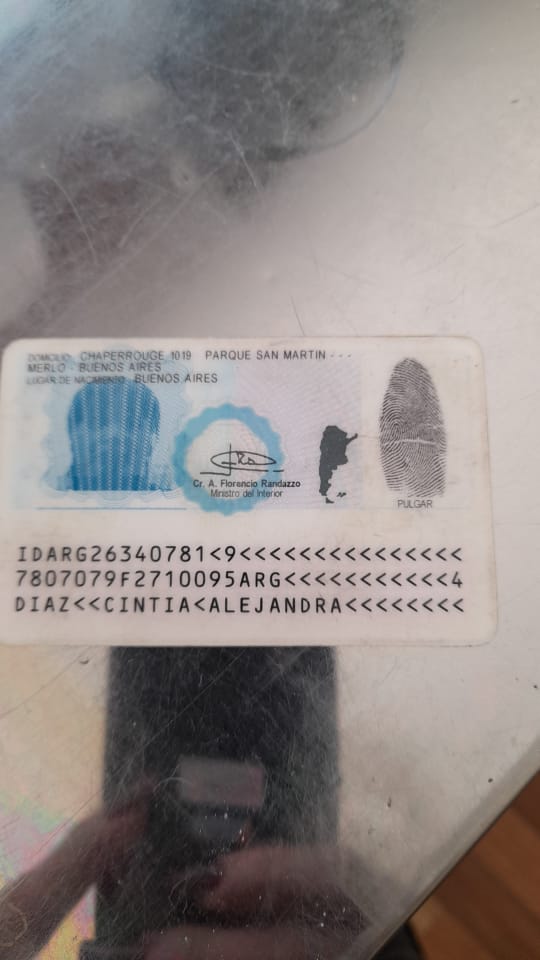 DOMICILIO: CHAPERROUGE 1019 PARQUE SAN MARTIN - - -
MERLO - BUENOS AIRES
LUGAR DE NACIMIENTO: BUENOS AIRES
Cr. A. Florencio Randazzo
Ministro del Interior
PULGAR
IDARG26340781<9<<<<<<<<<<<<<<<
7807079F2710095ARG<<<<<<<<<<<4
DIAZ<<CINTIA<ALEJANDRA<<<<<<<<